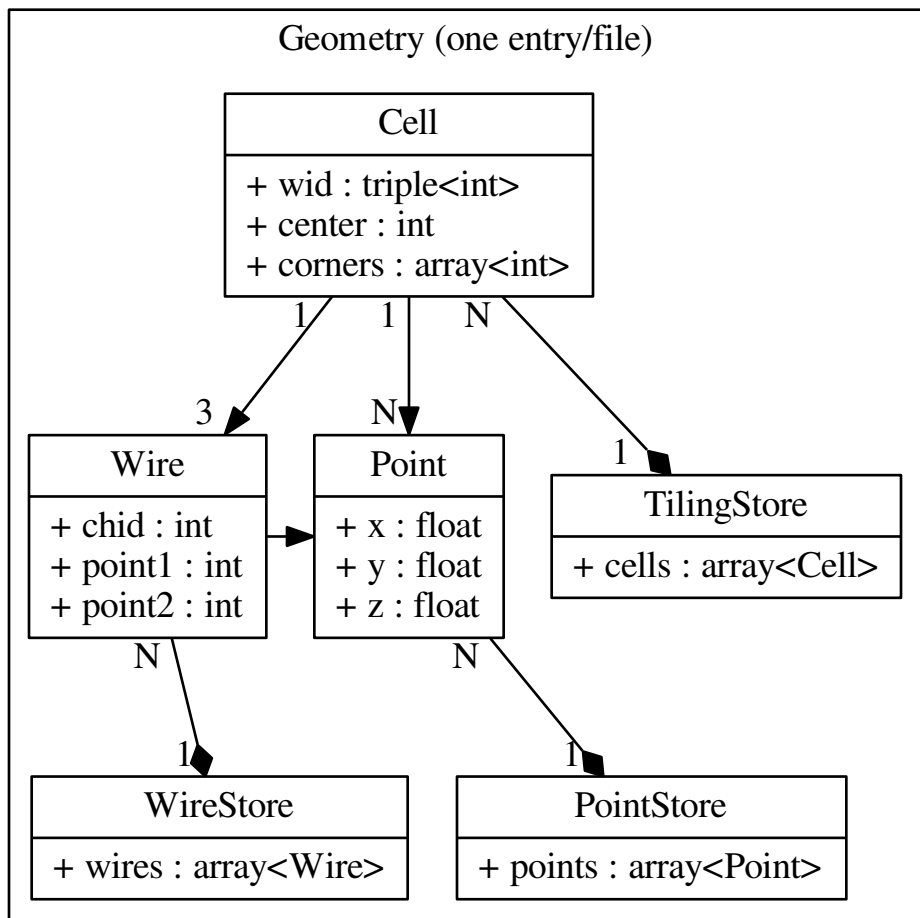 Geometry (one entry/file)
Cell
+ wid : triple<int>
+ center : int
+ corners : array<int>
1
1
N
3
N
1
Wire
+ chid : int
+ point1 : int
+ point2 : int
Point
+ x : float
+ y : float
+ z : float
TilingStore
+ cells : array<Cell>
N
N
1
1
WireStore
+ wires : array<Wire>
PointStore
+ points : array<Point>